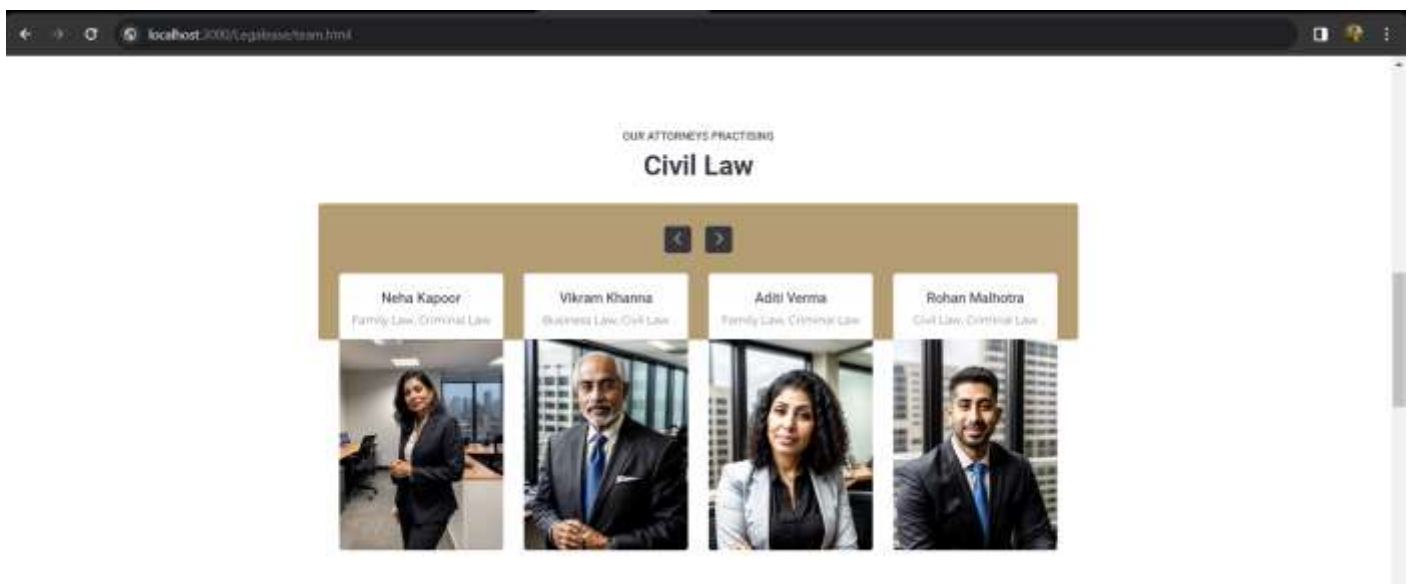 localhost:3000/Legalease/team.html
OUR ATTORNEYS PRACTISING
Civil Law
Neha Kapoor
Vikram Khanna
Aditi Verma
Rohan Malhotra
Family Law, Criminal Law
Business Law, Civil Law
Family Law, Criminal Law
Civil Law, Criminal Law